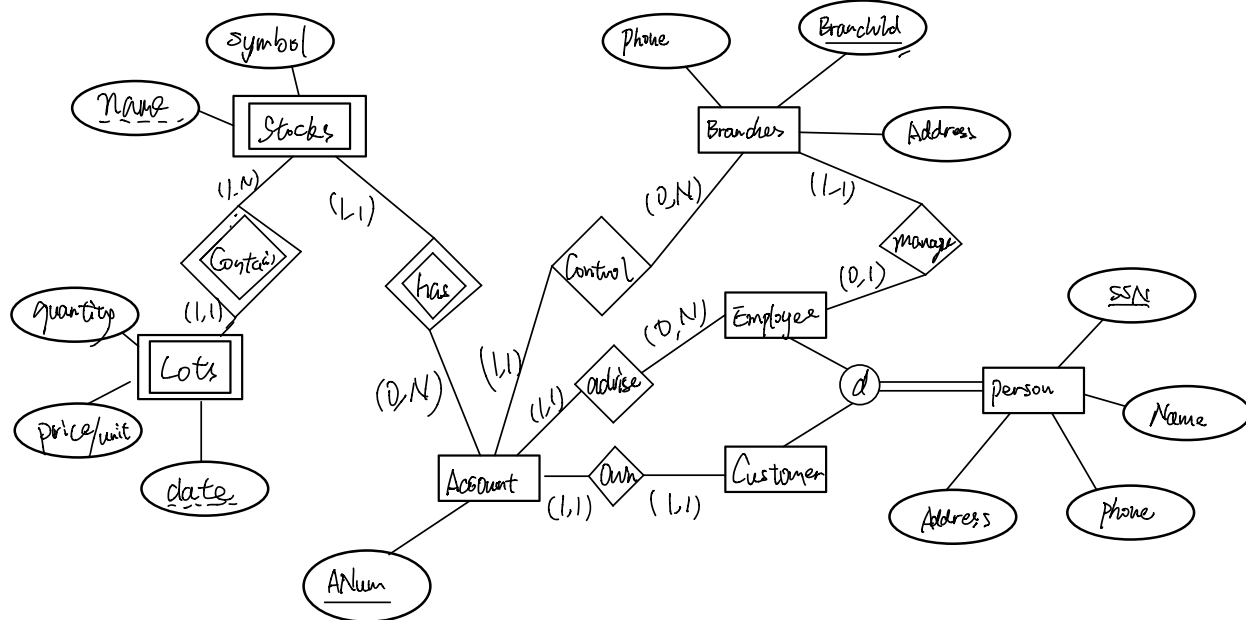 symbol
name
Stocks
Phone
BranchId
Branches
Address
(1,N)
(1,1)
(0,N)
(1,1)
Contains
has
Control
manage
(1,1)
(0,1)
quantity
Lots
price/unit
date
(0,N)
(1,1)
(1,1)
(0,N)
advise
Employee
d
person
SSN
Name
Address
Phone
Account
Own
Customer
(1,1)
(1,1)
ANum